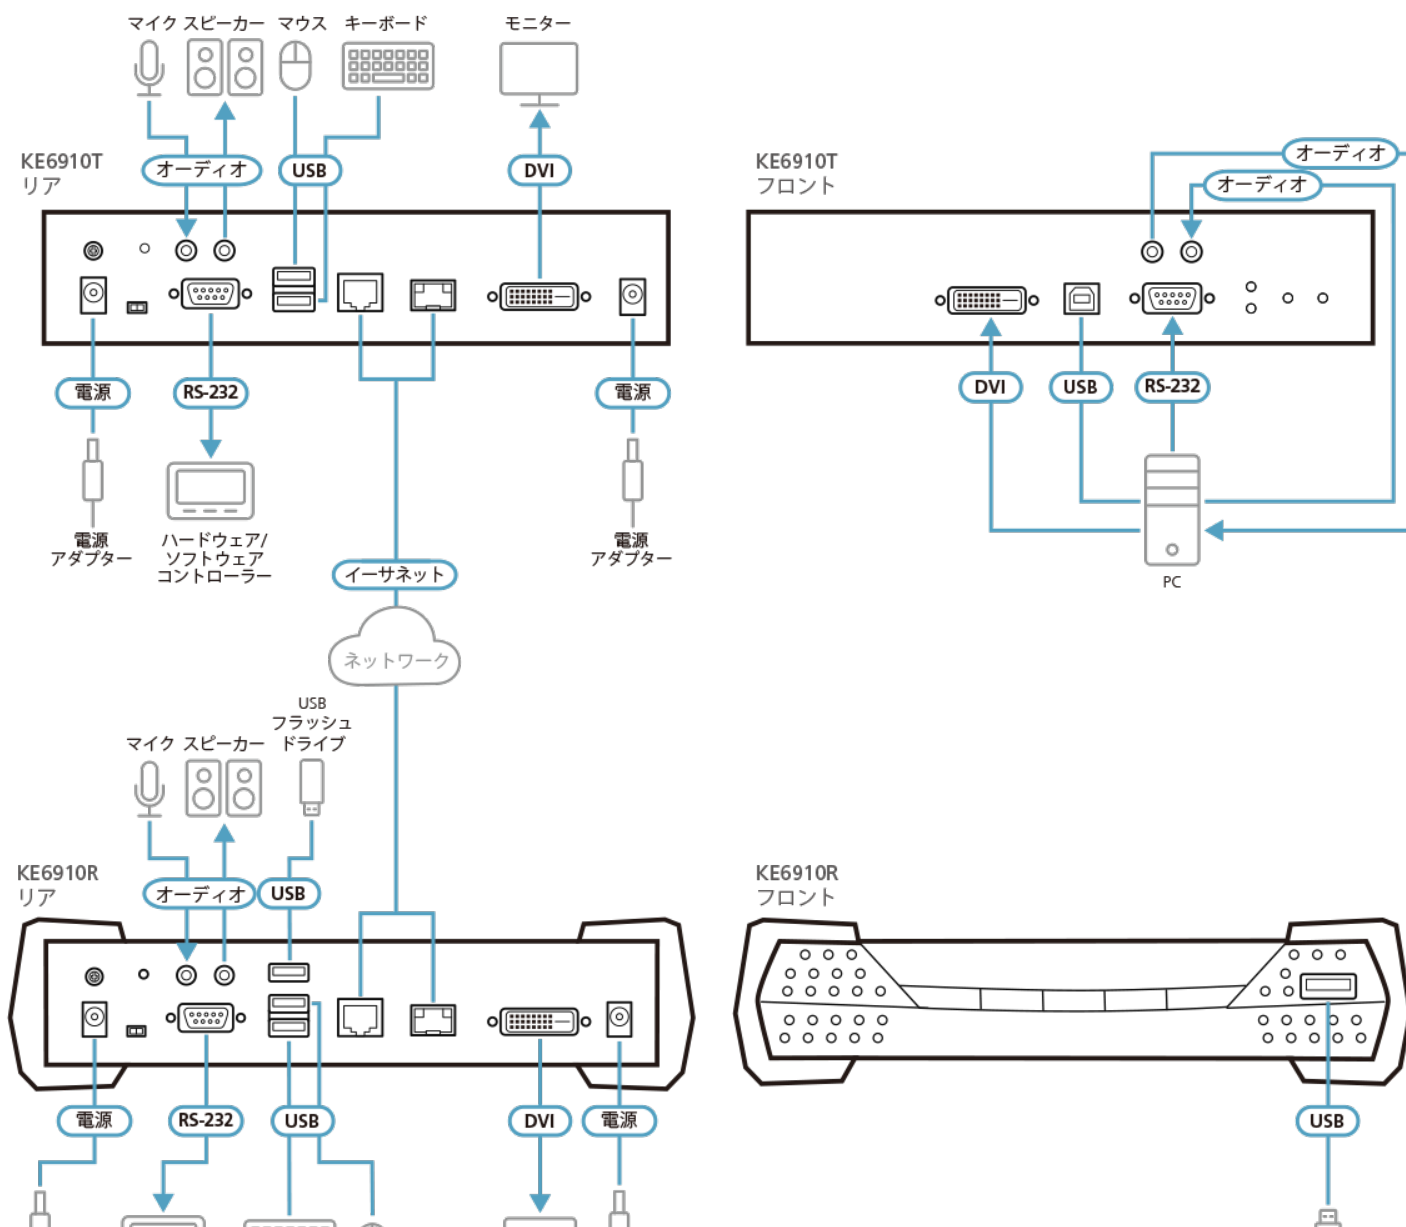 マイク
スピーカー
マウス
キーボード
モニター
KE6910T
リア
オーディオ
USB
DVI
電源
RS-232
電源
電源
アダプター
ハードウェア/
ソフトウェア
コントローラー
電源
アダプター
イーサネット
ネットワーク
KE6910T
フロント
オーディオ
オーディオ
DVI
USB
RS-232
PC
USB
フラッシュ
ドライブ
マイク
スピーカー
KE6910R
リア
オーディオ
USB
電源
RS-232
USB
DVI
電源
KE6910R
フロント
USB